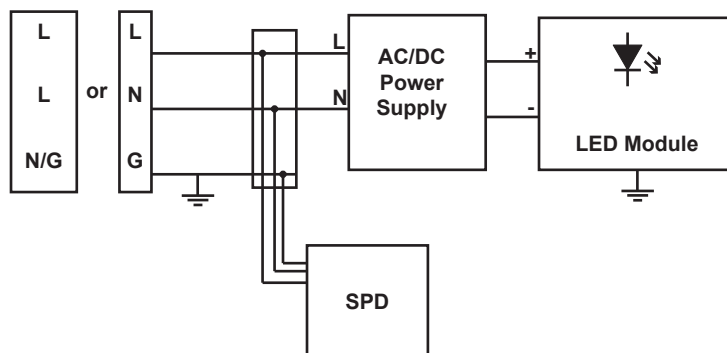 L
L
N/G
or
L
N
G
L
N
AC/DC
Power
Supply
+
-
LED Module
SPD